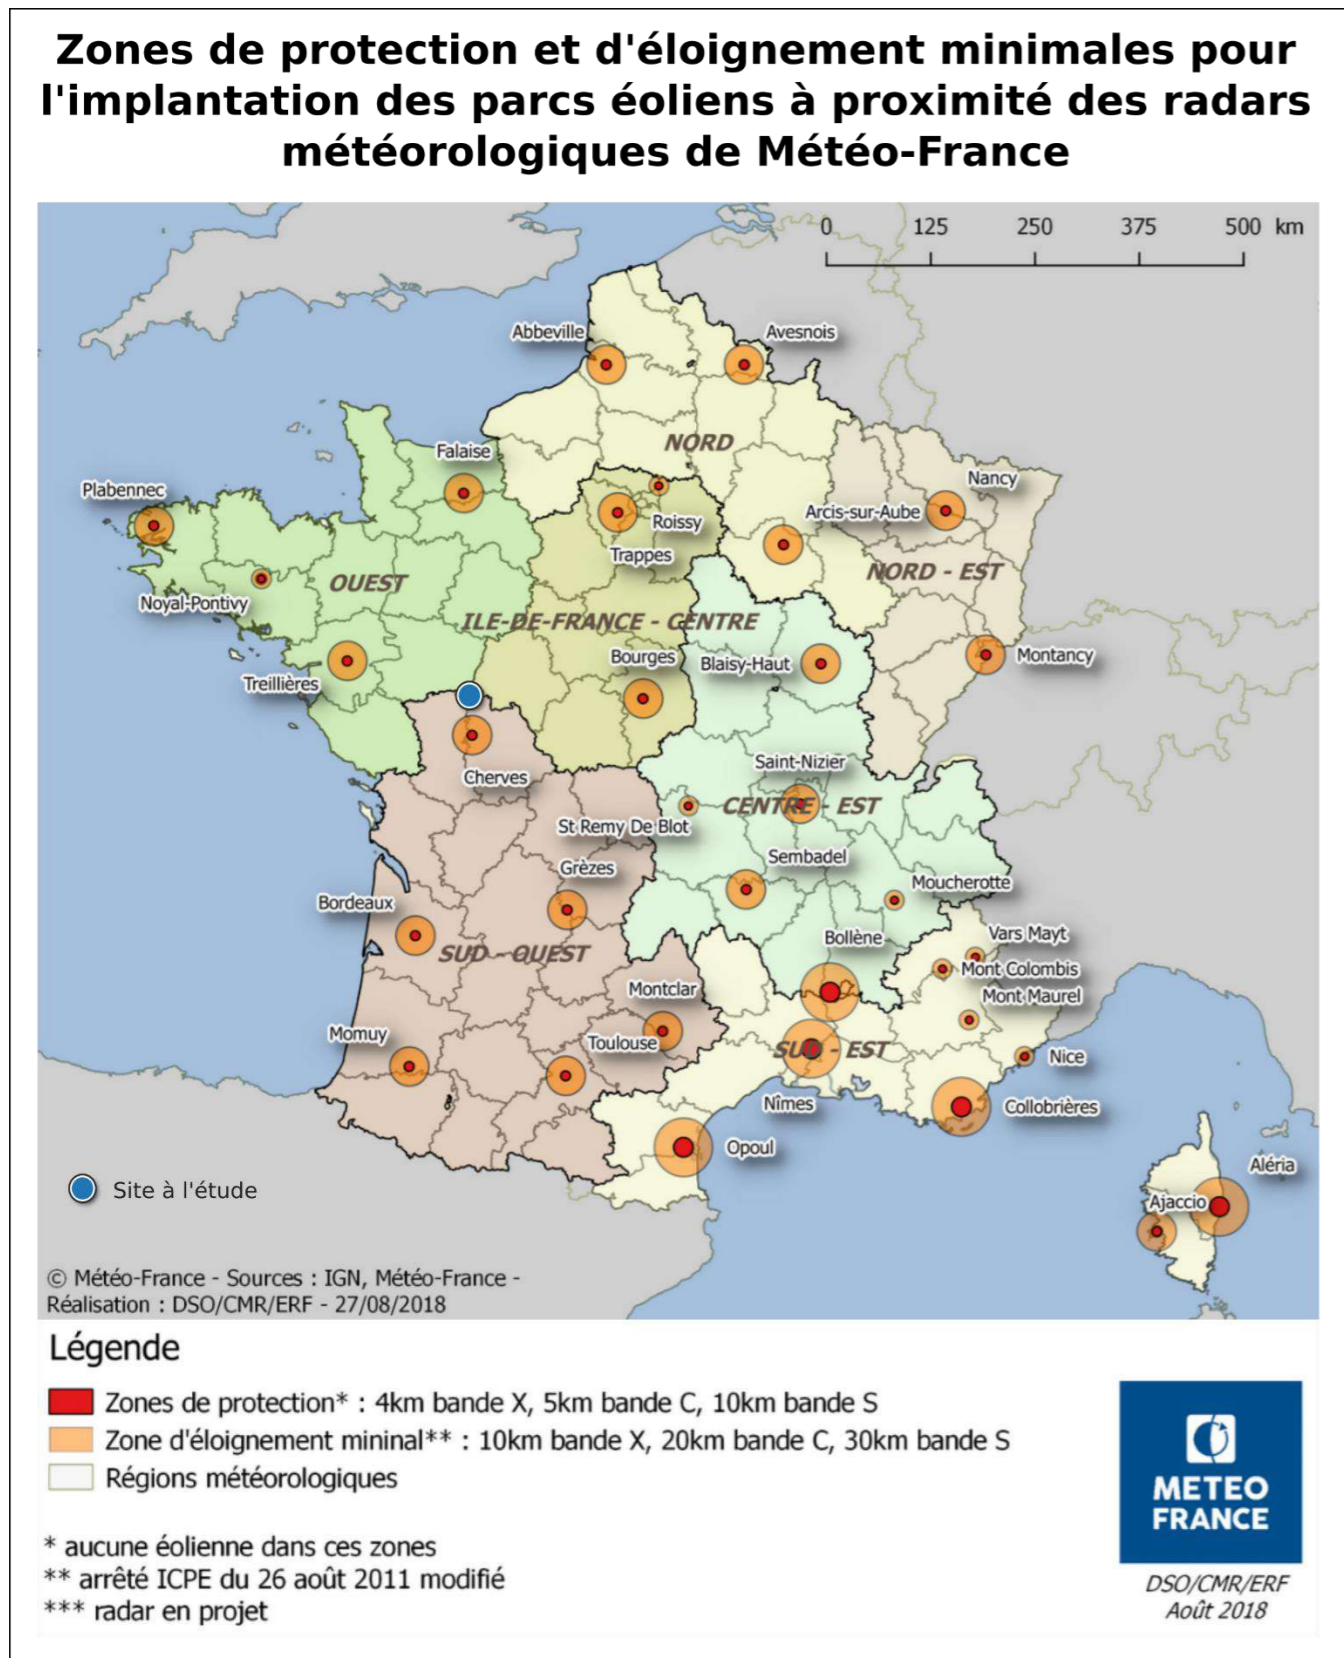 Zones de protection et d'éloignement minimales pour
l'implantation des parcs éoliens à proximité des radars
météorologiques de Météo-France
0 125 250 375 500 km
Abbeville
Avesnois
NORD
Falaise
Nancy
Plabennec
Arcis-sur-Aube
Roissy
Trappes
NORD - EST
OUEST
Noyal-Pontivy
ILE-DE-FRANCE - CENTRE
Bourges
Blaisy-Haut
Montancy
Treillières
Saint-Nizier
Cherves
CENTRE - EST
St Remy De Blot
Sembadel
Grèzes
Moucherotte
Bordeaux
Bollène
Vars Mayt
SUD - OUEST
Mont Colombis
Montclar
Mont Maurel
Momuy
Toulouse
SUD - EST
Nice
Nîmes
Collobrières
Opoul
Aléria
Site à l'étude
Ajaccio
© Météo-France - Sources : IGN, Météo-France -
Réalisation : DSO/CMR/ERF - 27/08/2018
Légende
Zones de protection* : 4km bande X, 5km bande C, 10km bande S
Zone d'éloignement mininal** : 10km bande X, 20km bande C, 30km bande S
Régions météorologiques
* aucune éolienne dans ces zones
** arrêté ICPE du 26 août 2011 modifié
*** radar en projet
METEO
FRANCE
DSO/CMR/ERF
Août 2018